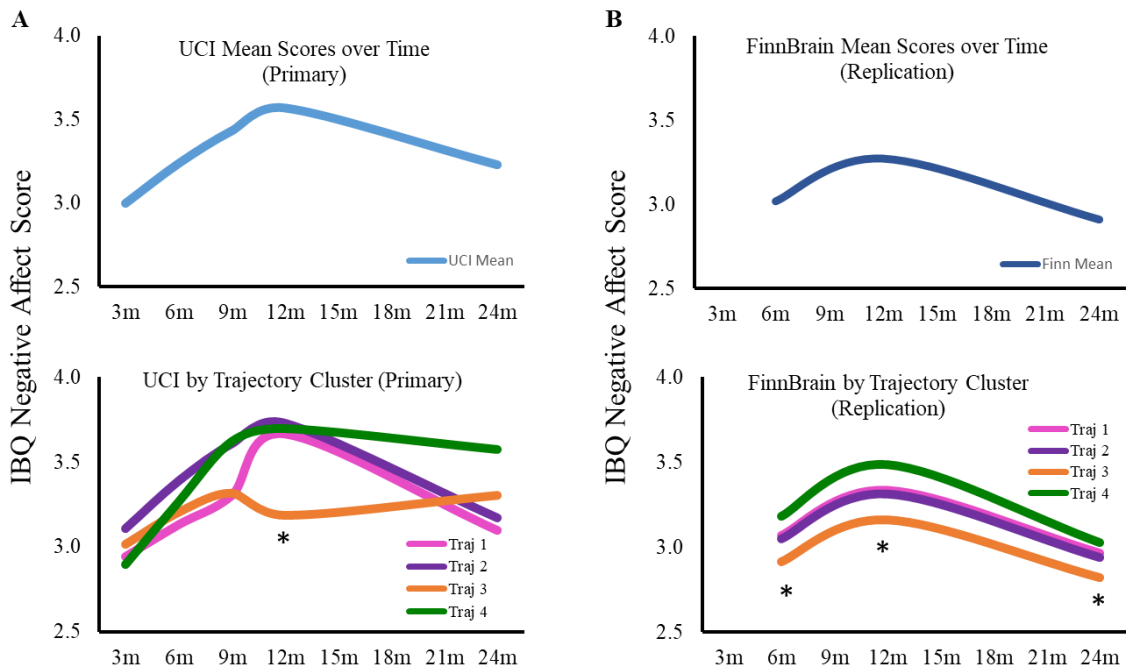 A
IBQ Negative Affect Score
4.0
3.5
3.0
2.5
UCI Mean Scores over Time
(Primary)
UCI Mean
3m 6m 9m 12m 15m 18m 21m 24m
4.0
3.5
3.0
2.5
UCI by Trajectory Cluster (Primary)
*
Traj 1
Traj 2
Traj 3
Traj 4
3m 6m 9m 12m 15m 18m 21m 24m
B
IBQ Negative Affect Score
4.0
3.5
3.0
2.5
FinnBrain Mean Scores over Time
(Replication)
Finn Mean
3m 6m 9m 12m 15m 18m 21m 24m
4.0
3.5
3.0
2.5
FinnBrain by Trajectory Cluster
(Replication)
Traj 1
Traj 2
Traj 3
Traj 4
* * *
3m 6m 9m 12m 15m 18m 21m 24m